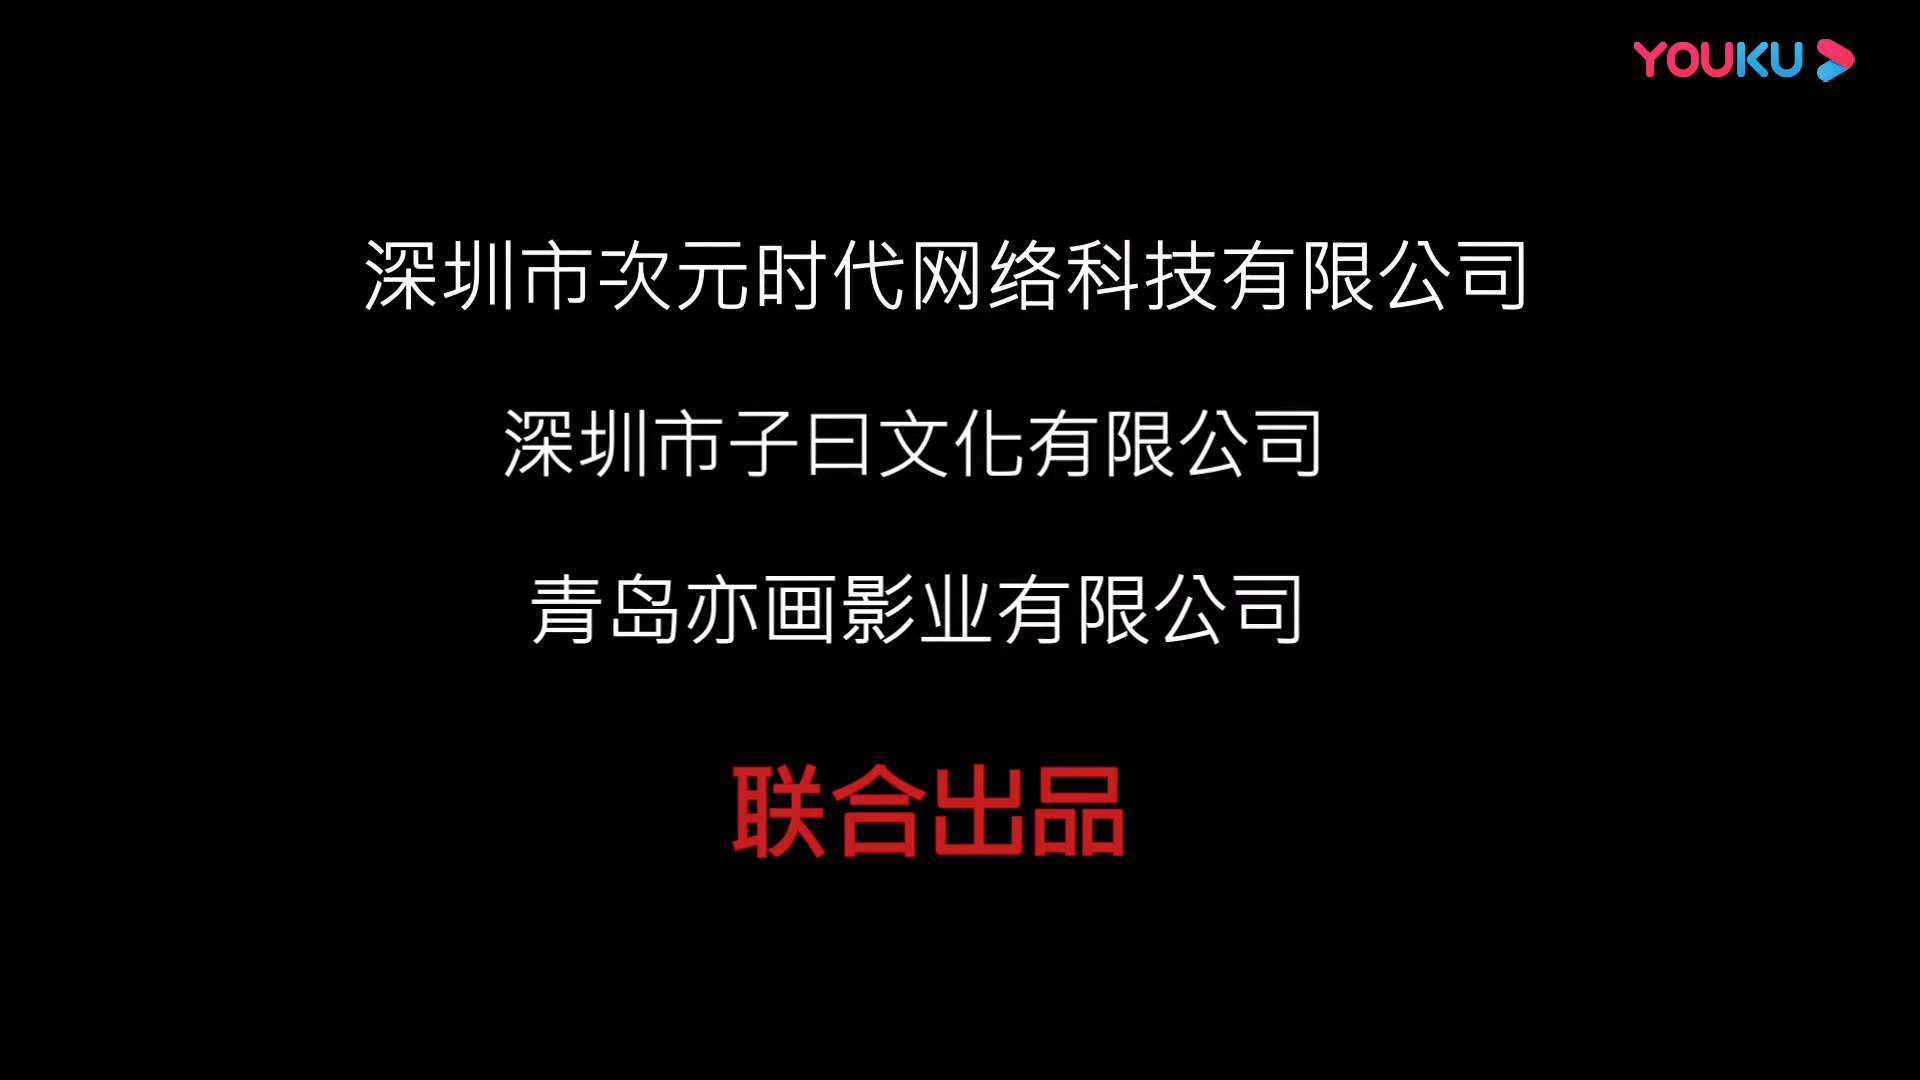 YOUKU
深圳市次元时代网络科技有限公司
深圳市子曰文化有限公司
青岛亦画影业有限公司
联合出品